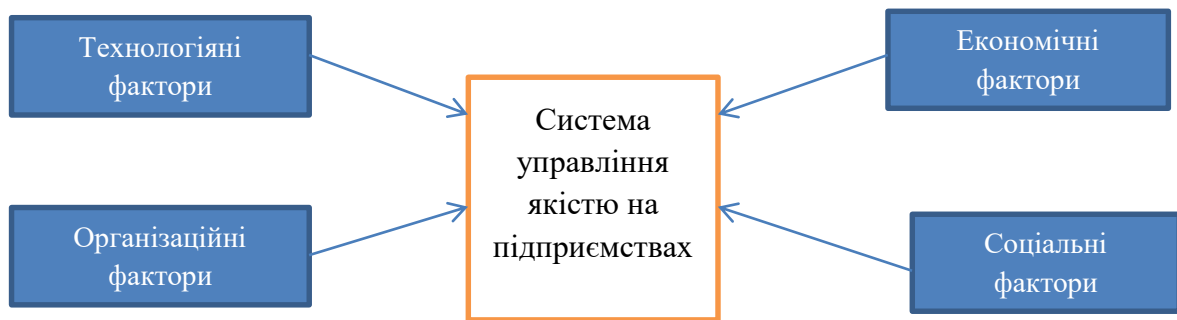 Технологіяні
фактори
Економічні
фактори
Система
управління
якістю на
підприємствах
Організаційні
фактори
Соціальні
фактори